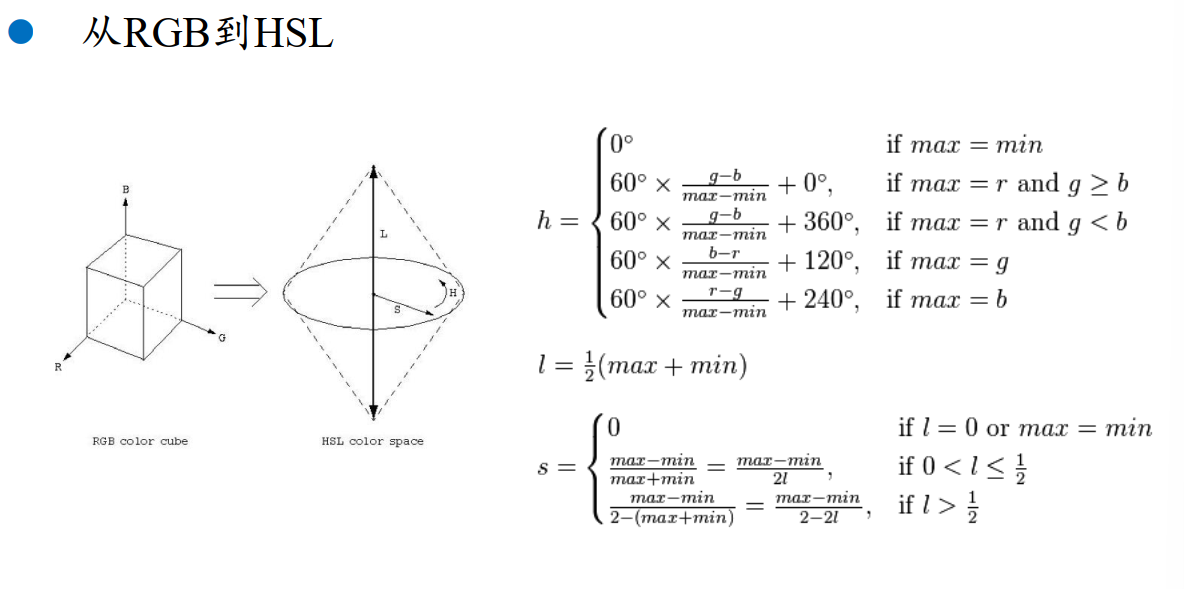 从RGB到HSL
B
G
R
RGB color cube
L
H
S
HSL color space
h =
0° if max = min
60° × (g−b)/(max−min) + 0°, if max = r and g ≥ b
60° × (g−b)/(max−min) + 360°, if max = r and g < b
60° × (b−r)/(max−min) + 120°, if max = g
60° × (r−g)/(max−min) + 240°, if max = b
l = 1/2 (max + min)
s =
0 if l = 0 or max = min
(max−min)/(max+min) = (max−min)/2l, if 0 < l ≤ 1/2
(max−min)/(2−(max+min)) = (max−min)/(2−2l), if l > 1/2